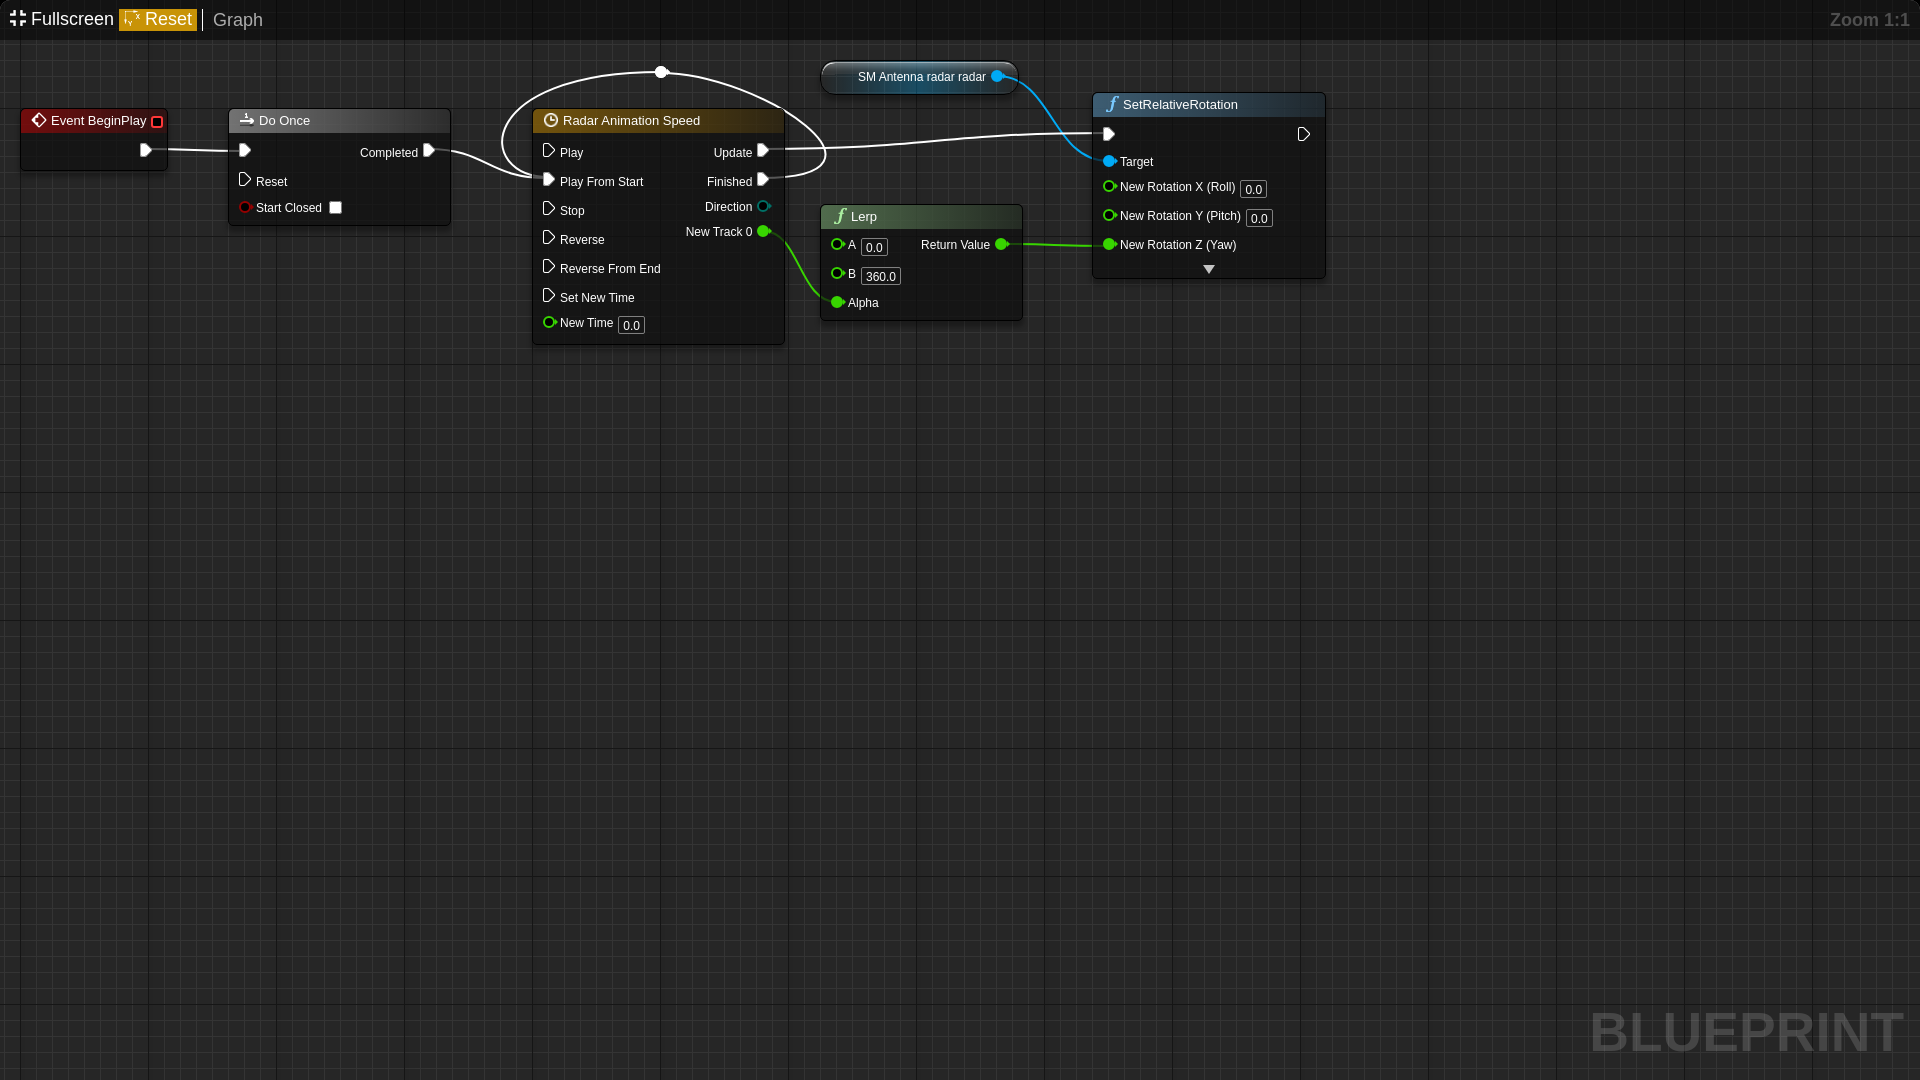 Fullscreen Reset Graph Zoom 1:1
SM Antenna radar radar
Event BeginPlay
Do Once
Completed
Reset
Start Closed
Radar Animation Speed
Play Update
Play From Start Finished
Stop Direction
Reverse New Track 0
Reverse From End
Set New Time
New Time 0.0
Lerp
A 0.0 Return Value
B 360.0
Alpha
SetRelativeRotation
Target
New Rotation X (Roll) 0.0
New Rotation Y (Pitch) 0.0
New Rotation Z (Yaw)
BLUEPRINT